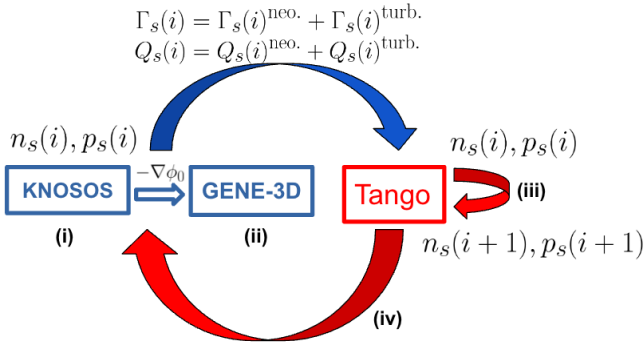 Γ_s(i) = Γ_s(i)^neo. + Γ_s(i)^turb.
Q_s(i) = Q_s(i)^neo. + Q_s(i)^turb.
n_s(i), p_s(i)
n_s(i), p_s(i)
−∇ϕ_0
KNOSOS
GENE-3D
Tango
(iii)
(i)
(ii)
n_s(i + 1), p_s(i + 1)
(iv)